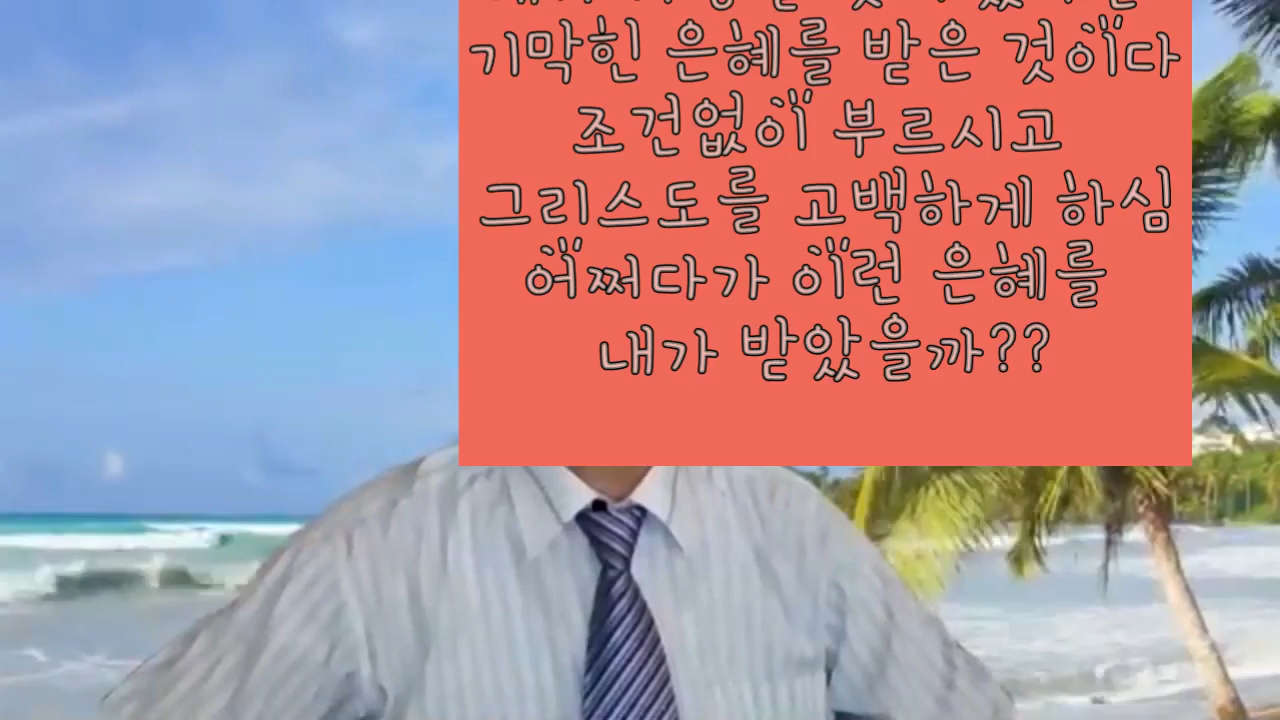 기막힌 은혜를 받은 것이다
조건없이 부르시고
그리스도를 고백하게 하심
어쩌다가 이런 은혜를
내가 받았을까??